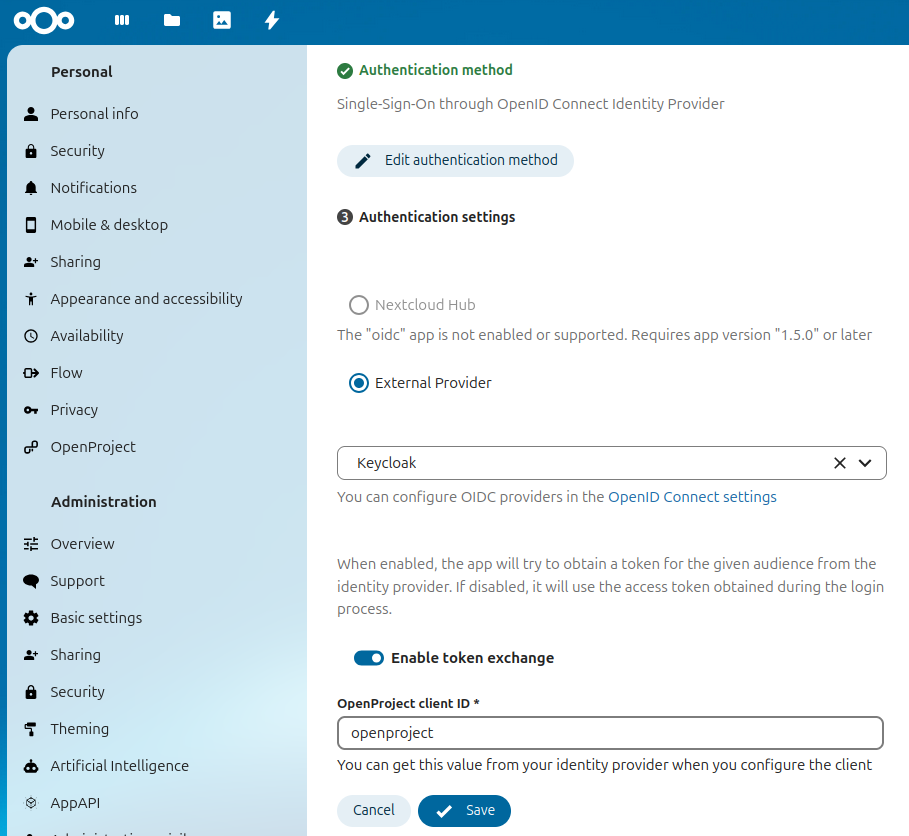 Personal
Personal info
Security
Notifications
Mobile & desktop
Sharing
Appearance and accessibility
Availability
Flow
Privacy
OpenProject
Administration
Overview
Support
Basic settings
Sharing
Security
Theming
Artificial Intelligence
AppAPI
Authentication method
Single-Sign-On through OpenID Connect Identity Provider
Edit authentication method
3 Authentication settings
Nextcloud Hub
The "oidc" app is not enabled or supported. Requires app version "1.5.0" or later
External Provider
Keycloak
You can configure OIDC providers in the OpenID Connect settings
When enabled, the app will try to obtain a token for the given audience from the
identity provider. If disabled, it will use the access token obtained during the login
process.
Enable token exchange
OpenProject client ID *
openproject
You can get this value from your identity provider when you configure the client
Cancel
Save